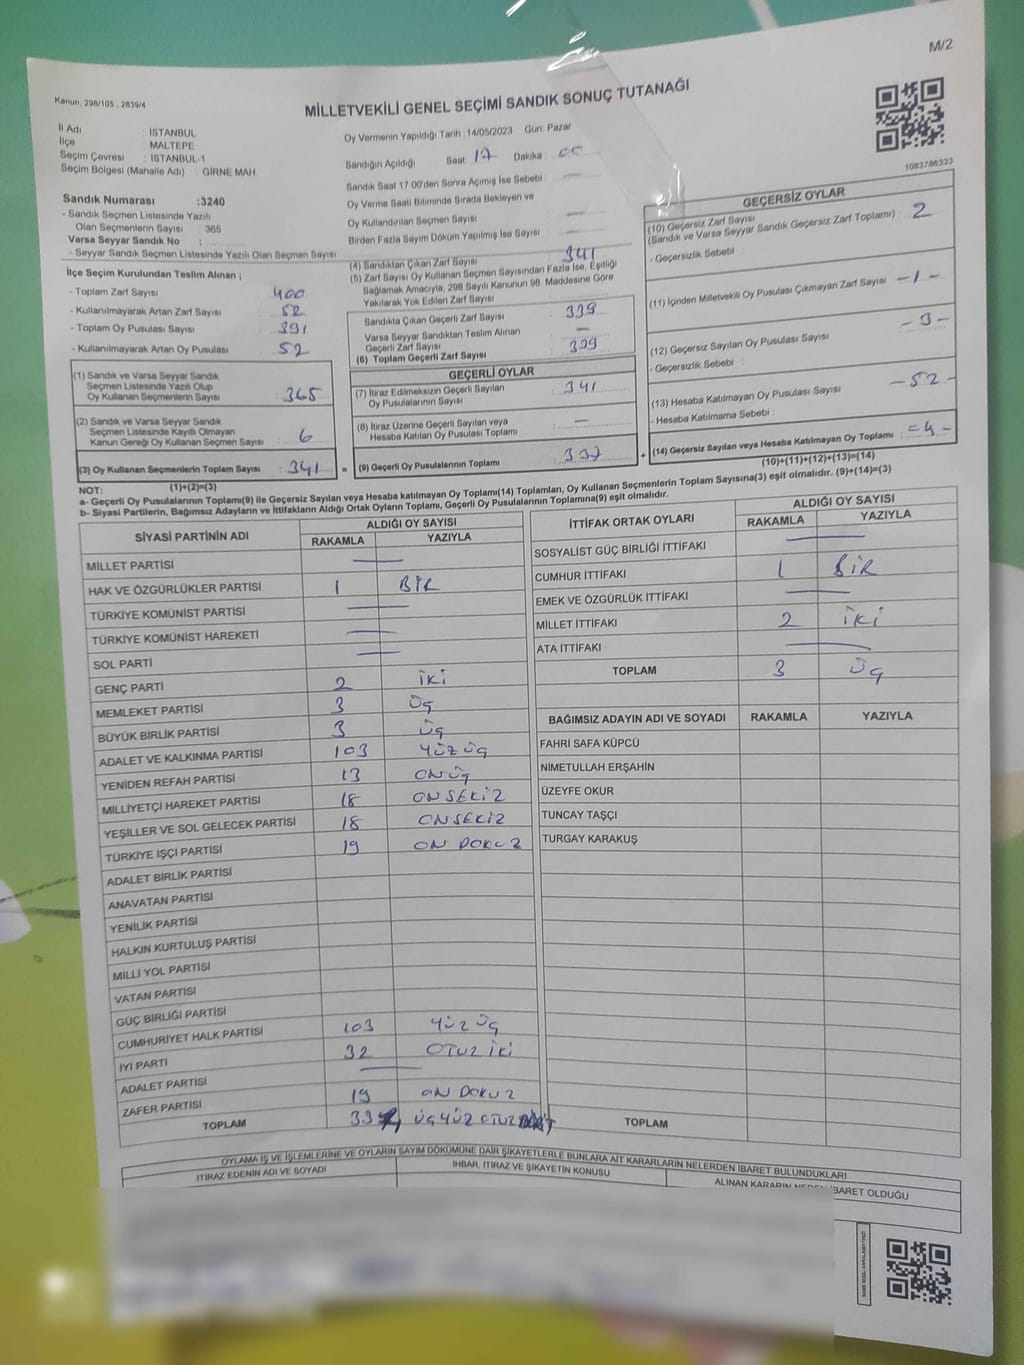 M/2
Kanun; 298/105 , 2839/4
MİLLETVEKİLİ GENEL SEÇİMİ SANDIK SONUÇ TUTANAĞI
1083766333
İl Adı : İSTANBUL
İlçe : MALTEPE
Seçim Çevresi : İSTANBUL-1
Seçim Bölgesi (Mahalle Adı) : GİRNE MAH.
Sandık Numarası :3240
- Sandık Seçmen Listesinde Yazılı
Olan Seçmenlerin Sayısı : 365
Varsa Seyyar Sandık No :
- Seyyar Sandık Seçmen Listesinde Yazılı Olan Seçmen Sayısı
Oy Vermenin Yapıldığı Tarih :14/05/2023 Gün: Pazar
Sandığın Açıldığı Saat: 17 Dakika : 00
Sandık Saat 17.00'den Sonra Açılmış İse Sebebi : —
Oy Verme Saati Bitiminde Sırada Bekleyen ve
Oy Kullandırılan Seçmen Sayısı : —
Birden Fazla Sayım Döküm Yapılmış İse Sayısı : —
İlçe Seçim Kurulundan Teslim Alınan ;
- Toplam Zarf Sayısı : 400
- Kullanılmayarak Artan Zarf Sayısı : 52
- Toplam Oy Pusulası Sayısı : 391
- Kullanılmayarak Artan Oy Pusulası : 52
(1) Sandık ve Varsa Seyyar Sandık
Seçmen Listesinde Yazılı Olup
Oy Kullanan Seçmenlerin Sayısı : 365
(2) Sandık ve Varsa Seyyar Sandık
Seçmen Listesinde Kayıtlı Olmayan
Kanun Gereği Oy Kullanan Seçmen Sayısı : 6
(3) Oy Kullanan Seçmenlerin Toplam Sayısı : 341
(1)+(2)=(3)
(4) Sandıktan Çıkan Zarf Sayısı : 341
(5) Zarf Sayısı Oy Kullanan Seçmen Sayısından Fazla İse, Eşitliği
Sağlamak Amacıyla, 298 Sayılı Kanunun 98. Maddesine Göre
Yakılarak Yok Edilen Zarf Sayısı :
Sandıkta Çıkan Geçerli Zarf Sayısı : 339
Varsa Seyyar Sandıktan Teslim Alınan
Geçerli Zarf Sayısı : —
(6) Toplam Geçerli Zarf Sayısı : 339
GEÇERLİ OYLAR
(7) İtiraz Edilmeksizin Geçerli Sayılan
Oy Pusulalarının Sayısı : 341
(8) İtiraz Üzerine Geçerli Sayılan veya
Hesaba Katılan Oy Pusulası Toplamı : —
= (9) Geçerli Oy Pusulalarının Toplamı : 337
GEÇERSİZ OYLAR
(10) Geçersiz Zarf Sayısı : 2
(Sandık ve Varsa Seyyar Sandık Geçersiz Zarf Toplamı)
- Geçersizlik Sebebi :
(11) İçinden Milletvekili Oy Pusulası Çıkmayan Zarf Sayısı -1-
(12) Geçersiz Sayılan Oy Pusulası Sayısı -3-
- Geçersizlik Sebebi :
(13) Hesaba Katılmayan Oy Pusulası Sayısı -52-
- Hesaba Katılmama Sebebi :
+ (14) Geçersiz Sayılan veya Hesaba Katılmayan Oy Toplamı :
(10)+(11)+(12)+(13)=(14)
NOT:
a- Geçerli Oy Pusulalarının Toplamı(9) ile Geçersiz Sayılan veya Hesaba katılmayan Oy Toplamı(14) Toplamları, Oy Kullanan Seçmenlerin Toplam Sayısına(3) eşit olmalıdır. (9)+(14)=(3)
b- Siyasi Partilerin, Bağımsız Adayların ve İttifakların Aldığı Ortak Oyların Toplamı, Geçerli Oy Pusulalarının Toplamına(9) eşit olmalıdır.
SİYASİ PARTİNİN ADI ALDIĞI OY SAYISI
RAKAMLA YAZIYLA
MİLLET PARTİSİ —
HAK VE ÖZGÜRLÜKLER PARTİSİ 1 BİR
TÜRKİYE KOMÜNİST PARTİSİ —
TÜRKİYE KOMÜNİST HAREKETİ —
SOL PARTİ —
GENÇ PARTİ 2 İKİ
MEMLEKET PARTİSİ 3 ÜÇ
BÜYÜK BİRLİK PARTİSİ 3 ÜÇ
ADALET VE KALKINMA PARTİSİ 103 YÜZ ÜÇ
YENİDEN REFAH PARTİSİ 13 ONÜÇ
MİLLİYETÇİ HAREKET PARTİSİ 18 ONSEKİZ
YEŞİLLER VE SOL GELECEK PARTİSİ 18 ONSEKİZ
TÜRKİYE İŞÇİ PARTİSİ 19 ON DOKUZ
ADALET BİRLİK PARTİSİ
ANAVATAN PARTİSİ
YENİLİK PARTİSİ
HALKIN KURTULUŞ PARTİSİ
MİLLİ YOL PARTİSİ
VATAN PARTİSİ
GÜÇ BİRLİĞİ PARTİSİ
CUMHURİYET HALK PARTİSİ 103 YÜZ ÜÇ
İYİ PARTİ 32 OTUZ İKİ
ADALET PARTİSİ —
ZAFER PARTİSİ 19 ON DOKUZ
TOPLAM ÜÇ YÜZ OTUZ
İTTİFAK ORTAK OYLARI ALDIĞI OY SAYISI
RAKAMLA YAZIYLA
SOSYALİST GÜÇ BİRLİĞİ İTTİFAKI —
CUMHUR İTTİFAKI 1 BİR
EMEK VE ÖZGÜRLÜK İTTİFAKI —
MİLLET İTTİFAKI 2 İKİ
ATA İTTİFAKI —
TOPLAM 3 ÜÇ
BAĞIMSIZ ADAYIN ADI VE SOYADI RAKAMLA YAZIYLA
FAHRİ SAFA KÜPCÜ
NİMETULLAH ERŞAHİN
ÜZEYFE OKUR
TUNCAY TAŞÇI
TURGAY KARAKUŞ
TOPLAM
OYLAMA İŞ VE İŞLEMLERİNE VE OYLARIN SAYIM DÖKÜMÜNE DAİR ŞİKAYETLERLE BUNLARA AİT KARARLARIN NELERDEN İBARET BULUNDUKLARI
İTİRAZ EDENİN ADI VE SOYADI İHBAR, İTİRAZ VE ŞİKAYETİN KONUSU ALINAN KARARIN NEDEN İBARET OLDUĞU